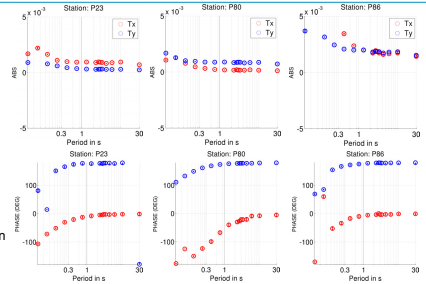 Station: P23
5 x 10⁻³
Tx
Ty
ABS
0
-5
0.3 1 30
Period in s
Station: P80
5 x 10⁻³
Tx
Ty
ABS
0
-5
0.3 1 30
Period in s
Station: P86
5 x 10⁻³
Tx
Ty
ABS
0
-5
0.3 1 30
Period in s
Station: P23
PHASE (DEG)
100
0
-100
0.3 1 30
Period in s
Station: P80
PHASE (DEG)
100
0
-100
0.3 1 30
Period in s
Station: P86
PHASE (DEG)
100
0
-100
0.3 1 30
Period in s
n